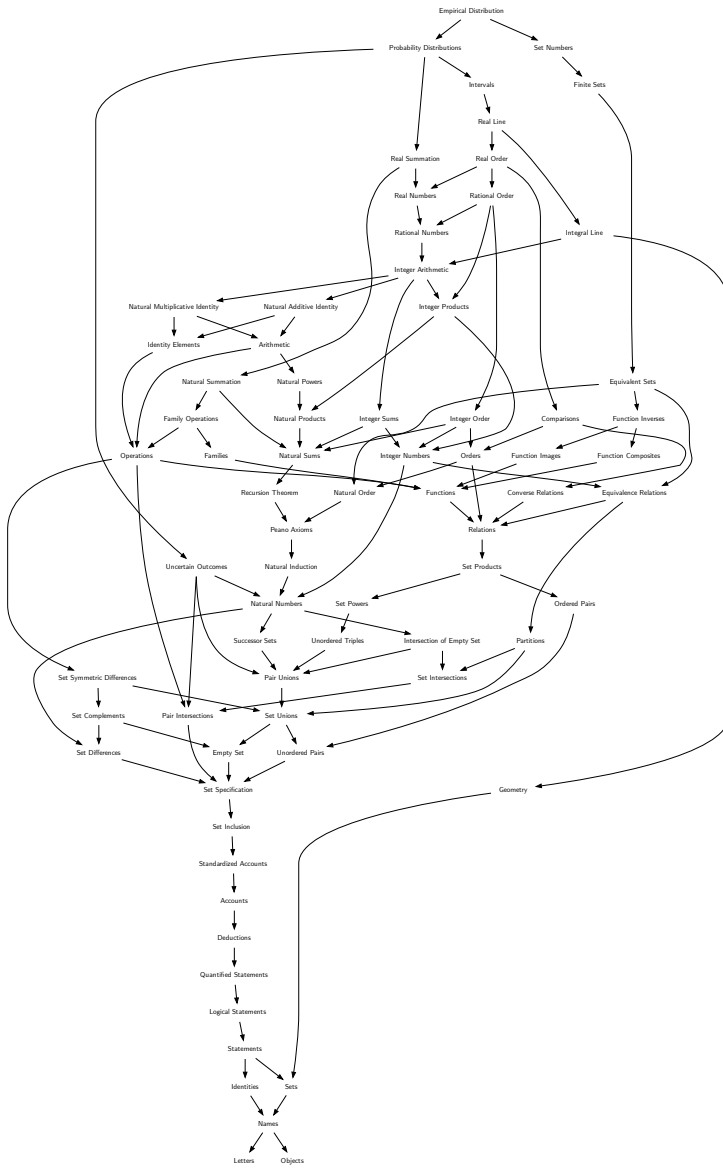 Empirical Distribution
Probability Distributions
Set Numbers
Intervals
Finite Sets
Real Line
Real Summation
Real Order
Real Numbers
Rational Order
Rational Numbers
Integral Line
Integer Arithmetic
Natural Multiplicative Identity
Natural Additive Identity
Integer Products
Identity Elements
Arithmetic
Natural Summation
Natural Powers
Equivalent Sets
Family Operations
Natural Products
Integer Sums
Integer Order
Comparisons
Function Inverses
Operations
Families
Natural Sums
Integer Numbers
Orders
Function Images
Function Composites
Recursion Theorem
Natural Order
Functions
Converse Relations
Equivalence Relations
Peano Axioms
Relations
Uncertain Outcomes
Natural Induction
Set Products
Natural Numbers
Set Powers
Ordered Pairs
Successor Sets
Unordered Triples
Intersection of Empty Set
Partitions
Set Symmetric Differences
Pair Unions
Set Intersections
Set Complements
Pair Intersections
Set Unions
Set Differences
Empty Set
Unordered Pairs
Set Specification
Geometry
Set Inclusion
Standardized Accounts
Accounts
Deductions
Quantified Statements
Logical Statements
Statements
Identities
Sets
Names
Letters
Objects